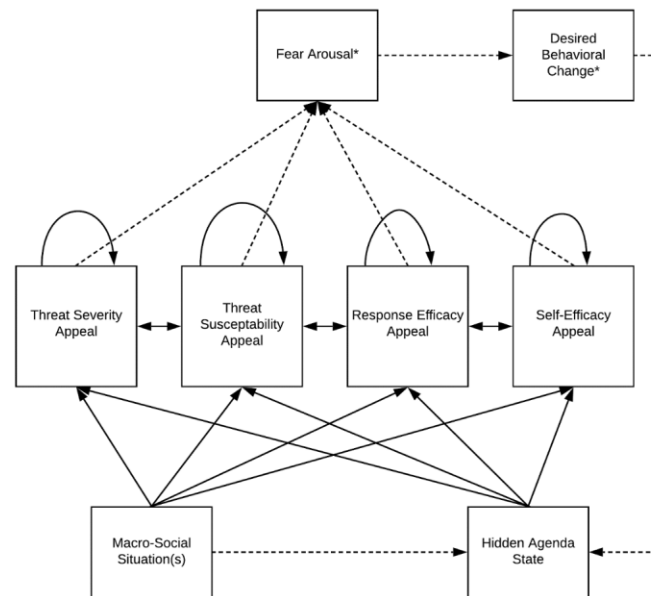 Fear Arousal*
Desired
Behavioral
Change*
Threat Severity
Appeal
Threat
Susceptability
Appeal
Response Efficacy
Appeal
Self-Efficacy
Appeal
Macro-Social
Situation(s)
Hidden Agenda
State